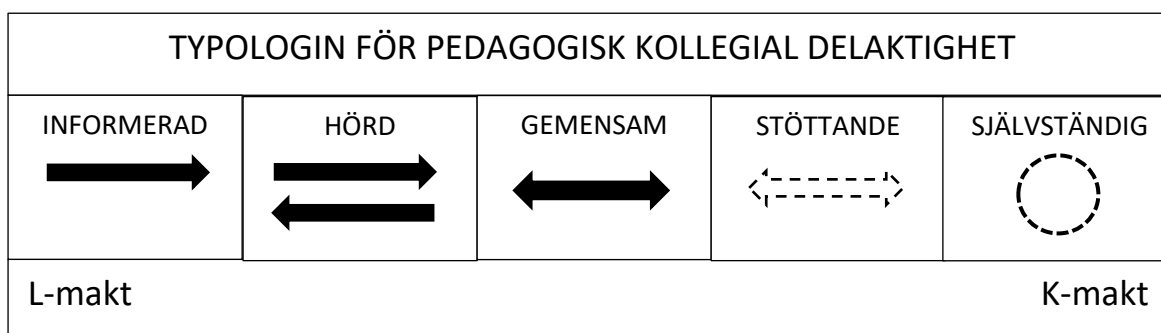 TYPOLOGIN FÖR PEDAGOGISK KOLLEGIAL DELAKTIGHET
INFORMERAD
HÖRD
GEMENSAM
STÖTTANDE
SJÄLVSTÄNDIG
L-makt
K-makt